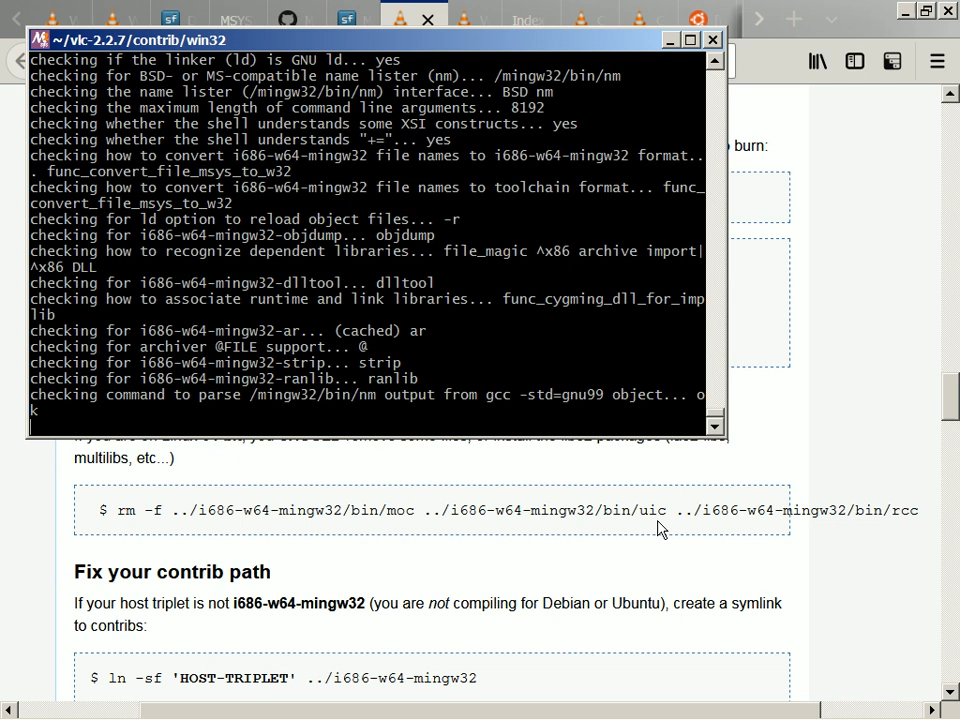 V
V
sf
D
MSYS
M
sf
M
V
Index
C
~/vlc-2.2.7/contrib/win32
checking if the linker (ld) is GNU ld... yes
checking for BSD- or MS-compatible name lister (nm)... /mingw32/bin/nm
checking the name lister (/mingw32/bin/nm) interface... BSD nm
checking the maximum length of command line arguments... 8192
checking whether the shell understands some XSI constructs... yes
checking whether the shell understands "+="... yes
checking how to convert i686-w64-mingw32 file names to i686-w64-mingw32 format..
. func_convert_file_msys_to_w32
checking how to convert i686-w64-mingw32 file names to toolchain format... func_
convert_file_msys_to_w32
checking for ld option to reload object files... -r
checking for i686-w64-mingw32-objdump... objdump
checking how to recognize dependent libraries... file_magic ^x86 archive import|
^x86 DLL
checking for i686-w64-mingw32-dlltool... dlltool
checking how to associate runtime and link libraries... func_cygming_dll_for_imp
lib
checking for i686-w64-mingw32-ar... (cached) ar
checking for archiver @FILE support... @
checking for i686-w64-mingw32-strip... strip
checking for i686-w64-mingw32-ranlib... ranlib
checking command to parse /mingw32/bin/nm output from gcc -std=gnu99 object... o
k
burn:
multilibs, etc...)
$ rm -f ../i686-w64-mingw32/bin/moc ../i686-w64-mingw32/bin/uic ../i686-w64-mingw32/bin/rcc
Fix your contrib path
If your host triplet is not i686-w64-mingw32 (you are not compiling for Debian or Ubuntu), create a symlink
to contribs:
$ ln -sf 'HOST-TRIPLET' ../i686-w64-mingw32